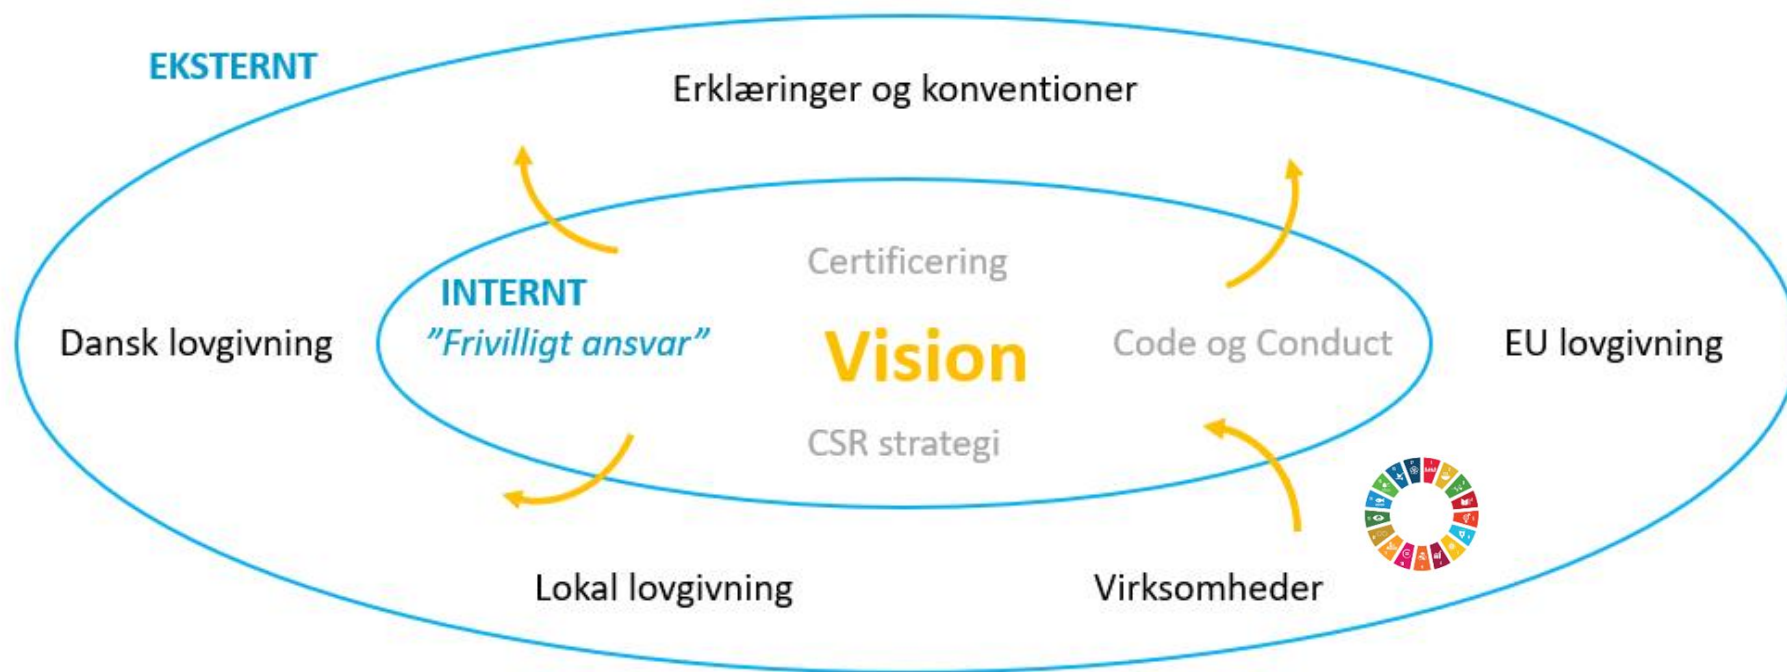 EKSTERNT
Erklæringer og konventioner
Certificering
INTERNT
"Frivilligt ansvar"
Dansk lovgivning
Vision
Code og Conduct
EU lovgivning
CSR strategi
Lokal lovgivning
Virksomheder